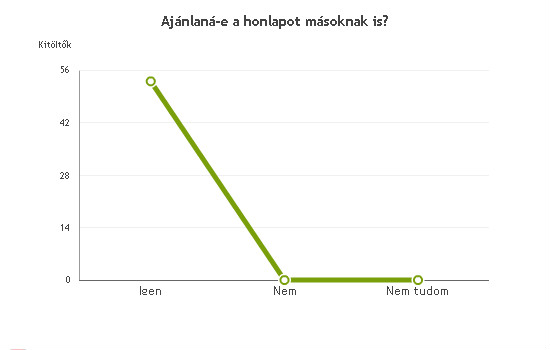 Ajánlaná-e a honlapot másoknak is?
Kitöltők
56
42
28
14
0
Igen
Nem
Nem tudom